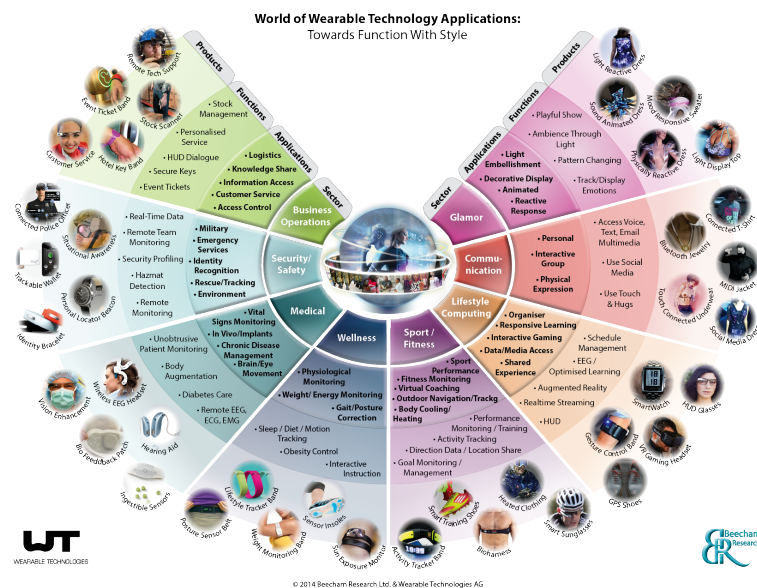 World of Wearable Technology Applications:
Towards Function With Style
Products
Functions
Applications
Sector
Remote Tech Support
Event Ticket Band
Stock Scanner
Customer Service
Hotel Key Band
• Stock
Management
• Personalised
Service
• HUD Dialogue
• Secure Keys
• Event Tickets
• Logistics
• Knowledge Share
• Information Access
• Customer Service
• Access Control
Business
Operations
Products
Functions
Applications
Sector
Light Reactive Dress
Sound Animated Dress
Mood Responsive Sweater
Physically Reactive Dress
Light Display Top
• Playful Show
• Ambience Through
Light
• Pattern Changing
• Track/Display
Emotions
• Light
Embellishment
• Decorative Display
• Animated
• Reactive
Response
Glamor
Connected Police Officer
Situational Awareness
Trackable Wallet
Personal Locator Beacon
Identity Bracelet
• Real-Time Data
• Remote Team
Monitoring
• Security Profiling
• Hazmat
Detection
• Remote
Monitoring
• Military
• Emergency
Services
• Identity
Recognition
• Rescue/Tracking
• Environment
Security/
Safety
Commu-
nication
• Personal
• Interactive
Group
• Physical
Expression
• Access Voice,
Text, Email
Multimedia
• Use Social
Media
• Use Touch
& Hugs
Connected T-Shirt
Bluetooth Jewelry
MIDI Jacket
Touch Connected Underwear
Social Media Dress
Medical
• Vital
Signs Monitoring
• In Vivo/Implants
• Chronic Disease
Management
• Brain/Eye
Movement
• Unobtrusive
Patient Monitoring
• Body
Augmentation
• Diabetes Care
• Remote EEG,
ECG, EMG
Vision Enhancement
Wireless EEG Headset
Bio Feedback Patch
Hearing Aid
Ingestible Sensors
Lifestyle
Computing
• Organiser
• Responsive Learning
• Interactive Gaming
• Data/Media Access
• Shared
Experience
• Schedule
Management
• EEG /
Optimised Learning
• Augmented Reality
• Realtime Streaming
• HUD
SmartWatch
HUD Glasses
Gesture Control Band
VR Gaming Headset
GPS Shoes
Wellness
• Physiological
Monitoring
• Weight/ Energy Monitoring
• Gait/Posture
Correction
• Sleep / Diet / Motion
Tracking
• Obesity Control
• Interactive
Instruction
Posture Sensor Belt
Lifestyle Tracker Band
Weight Monitoring Band
Sensor Insoles
Sun Exposure Monitor
Sport /
Fitness
• Sport
Performance
• Fitness Monitoring
• Virtual Coaching
• Outdoor Navigation/Trackg
• Body Cooling/
Heating
• Performance
Monitoring / Training
• Activity Tracking
• Direction Data / Location Share
• Goal Monitoring /
Management
Activity Tracker Band
Smart Training Shoes
Bioharness
Heated Clothing
Smart Sunglasses
WT
WEARABLE TECHNOLOGIES
BR
Beecham
Research
© 2014 Beecham Research Ltd. & Wearable Technologies AG